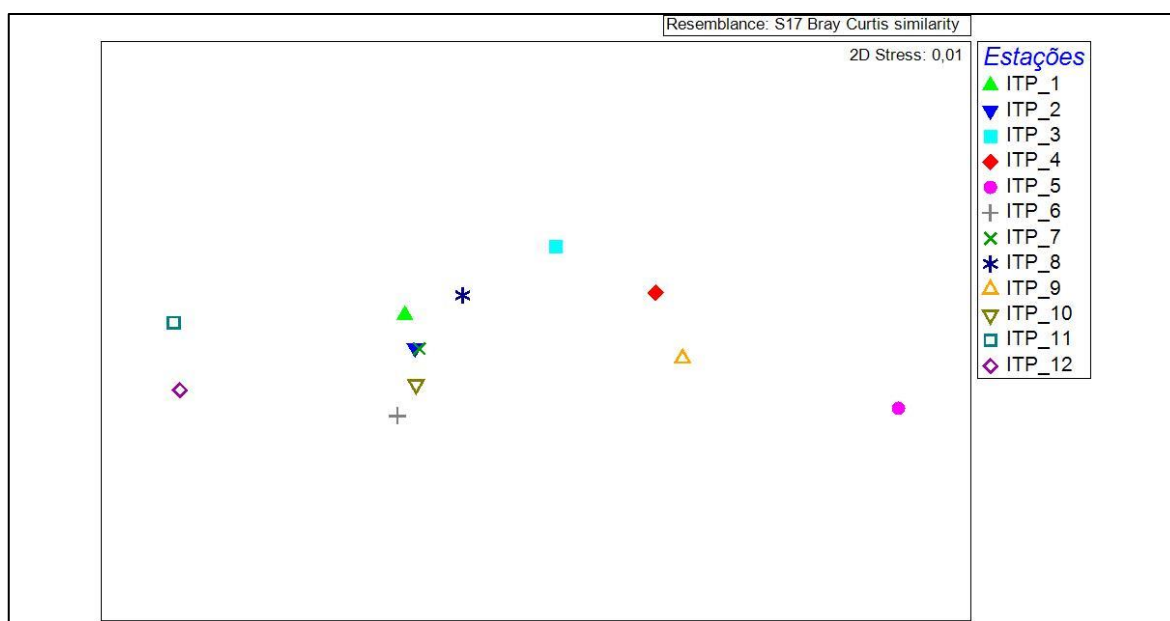 Resemblance: S17 Bray Curtis similarity
2D Stress: 0,01
Estações
ITP_1
ITP_2
ITP_3
ITP_4
ITP_5
ITP_6
ITP_7
ITP_8
ITP_9
ITP_10
ITP_11
ITP_12